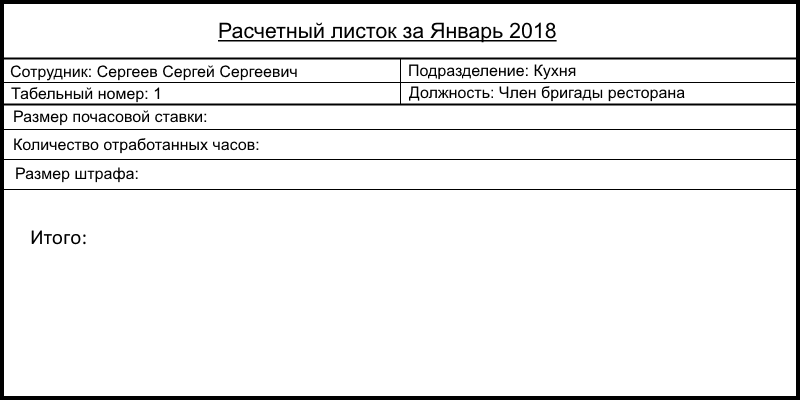 Расчетный листок за Январь 2018
Сотрудник: Сергеев Сергей Сергеевич
Подразделение: Кухня
Табельный номер: 1
Должность: Член бригады ресторана
Размер почасовой ставки:
Количество отработанных часов:
Размер штрафа:
Итого: